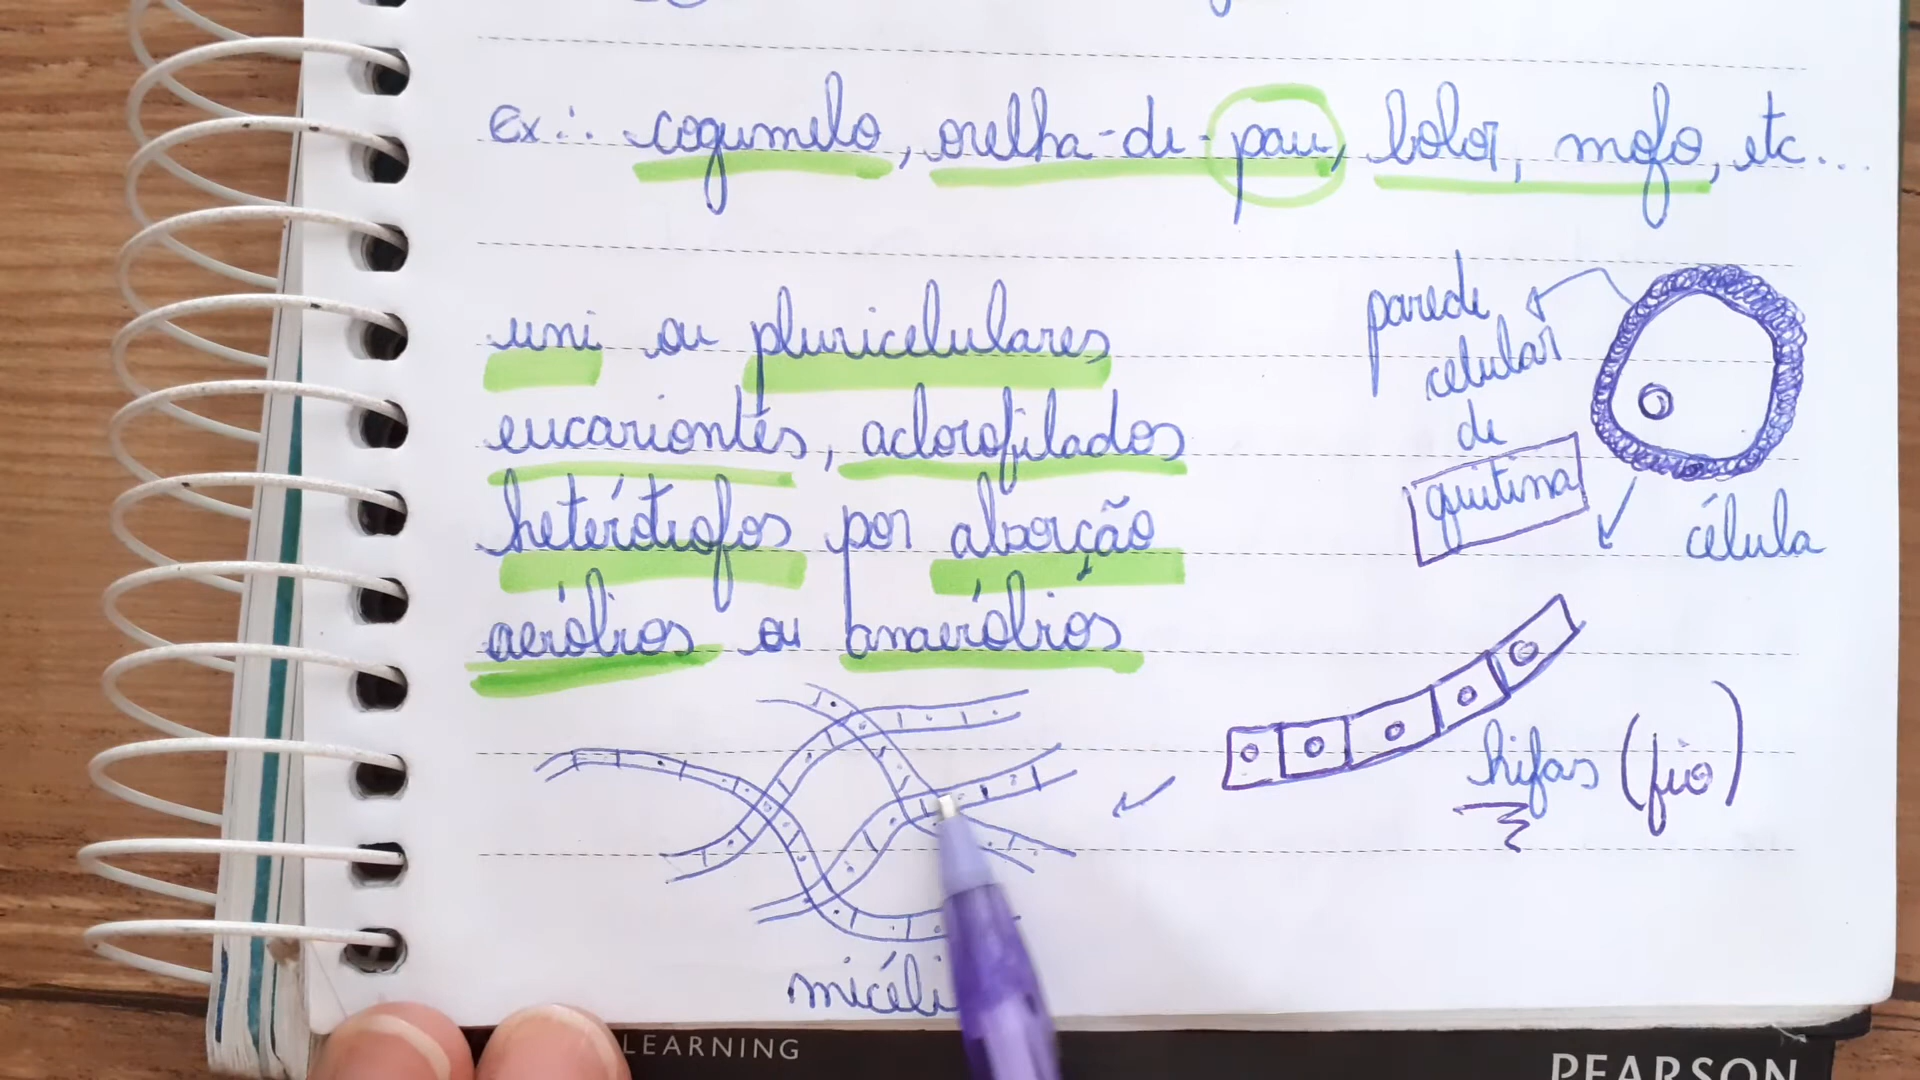 ex.: cogumelo, orelha-de-pau, bolor, mofo, etc...
uni ou pluricelulares
eucariontes, aclorofilados
heterótrofos por absorção
aeróbios ou anaeróbios
parede
celular
de
quitina
célula
hifas (fio)
micéli
LEARNING
PEARSON